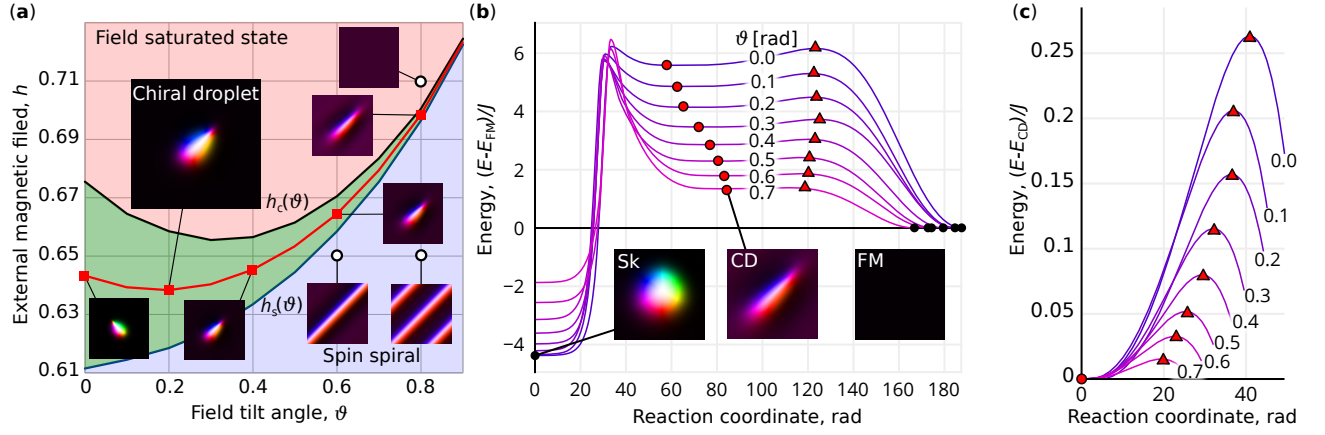 (a)
External magnetic filed, h
0.71
0.69
0.67
0.65
0.63
0.61
Field saturated state
Chiral droplet
h_c(ϑ)
h_s(ϑ)
Spin spiral
0 0.2 0.4 0.6 0.8
Field tilt angle, ϑ
(b)
Energy, (E-E_FM)/J
6
4
2
0
−2
−4
ϑ [rad]
0.0
0.1
0.2
0.3
0.4
0.5
0.6
0.7
Sk
CD
FM
0 20 40 60 80 100 120 140 160 180
Reaction coordinate, rad
(c)
Energy, (E-E_CD)/J
0.25
0.2
0.15
0.1
0.05
0
0.0
0.1
0.2
0.3
0.4
0.5
0.6
0.7
0 20 40
Reaction coordinate, rad